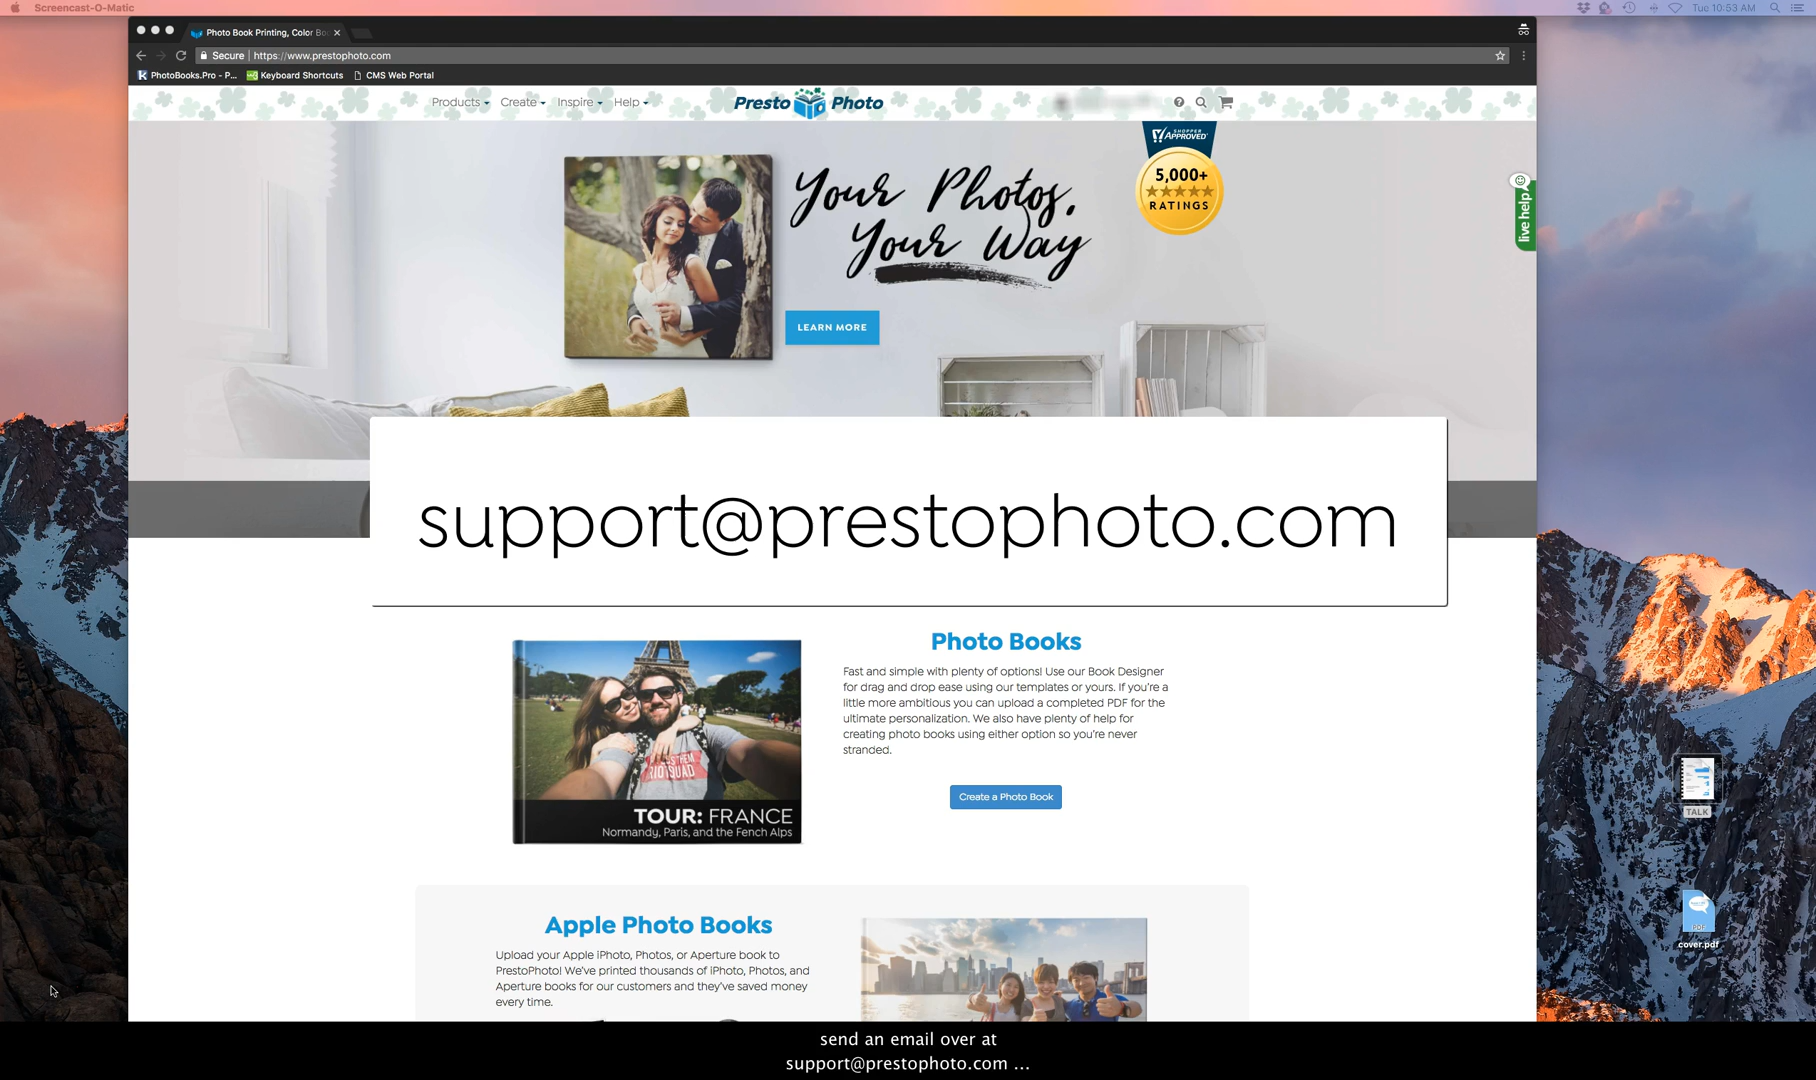 Screencast-O-Matic
Tue 10:53 AM
Photo Book Printing, Color Bo
Secure | https://www.prestophoto.com
PhotoBooks.Pro - P...
Keyboard Shortcuts
CMS Web Portal
Products
Create
Inspire
Help
Presto Photo
Your Photos,
Your Way
LEARN MORE
SHOPPER
APPROVED
5,000+
RATINGS
live help
support@prestophoto.com
Photo Books
Fast and simple with plenty of options! Use our Book Designer
for drag and drop ease using our templates or yours. If you're a
little more ambitious you can upload a completed PDF for the
ultimate personalization. We also have plenty of help for
creating photo books using either option so you're never
stranded.
Create a Photo Book
TOUR: FRANCE
Normandy, Paris, and the Fench Alps
Apple Photo Books
Upload your Apple iPhoto, Photos, or Aperture book to
PrestoPhoto! We've printed thousands of iPhoto, Photos, and
Aperture books for our customers and they've saved money
every time.
TALK
PDF
cover.pdf
send an email over at
support@prestophoto.com ...